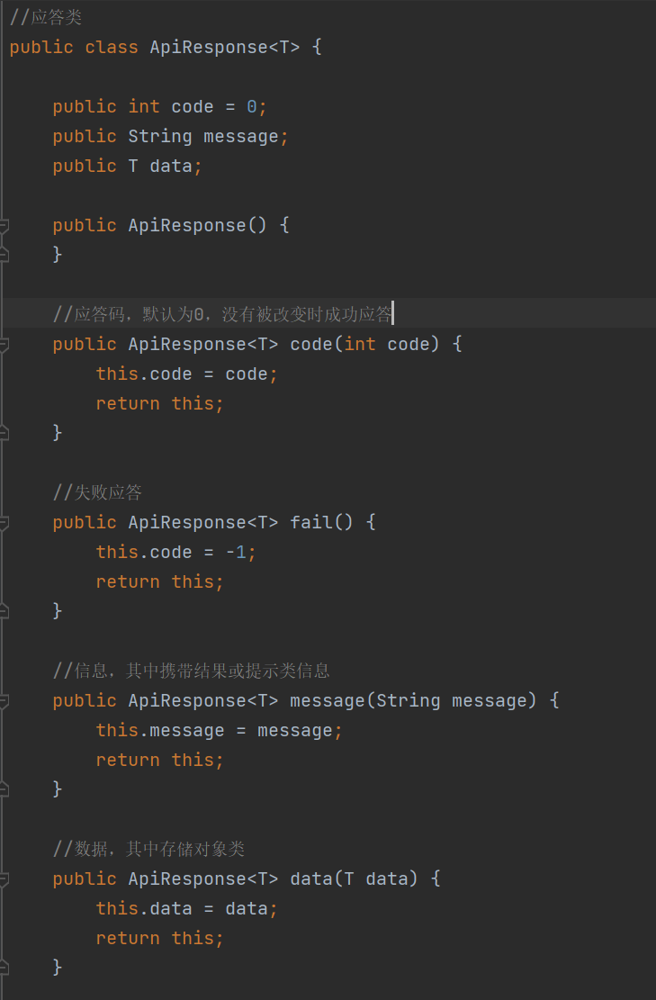 //应答类
public class ApiResponse<T> {
public int code = 0;
public String message;
public T data;
public ApiResponse() {
}
//应答码，默认为0，没有被改变时成功应答
public ApiResponse<T> code(int code) {
this.code = code;
return this;
}
//失败应答
public ApiResponse<T> fail() {
this.code = -1;
return this;
}
//信息，其中携带结果或提示类信息
public ApiResponse<T> message(String message) {
this.message = message;
return this;
}
//数据，其中存储对象类
public ApiResponse<T> data(T data) {
this.data = data;
return this;
}